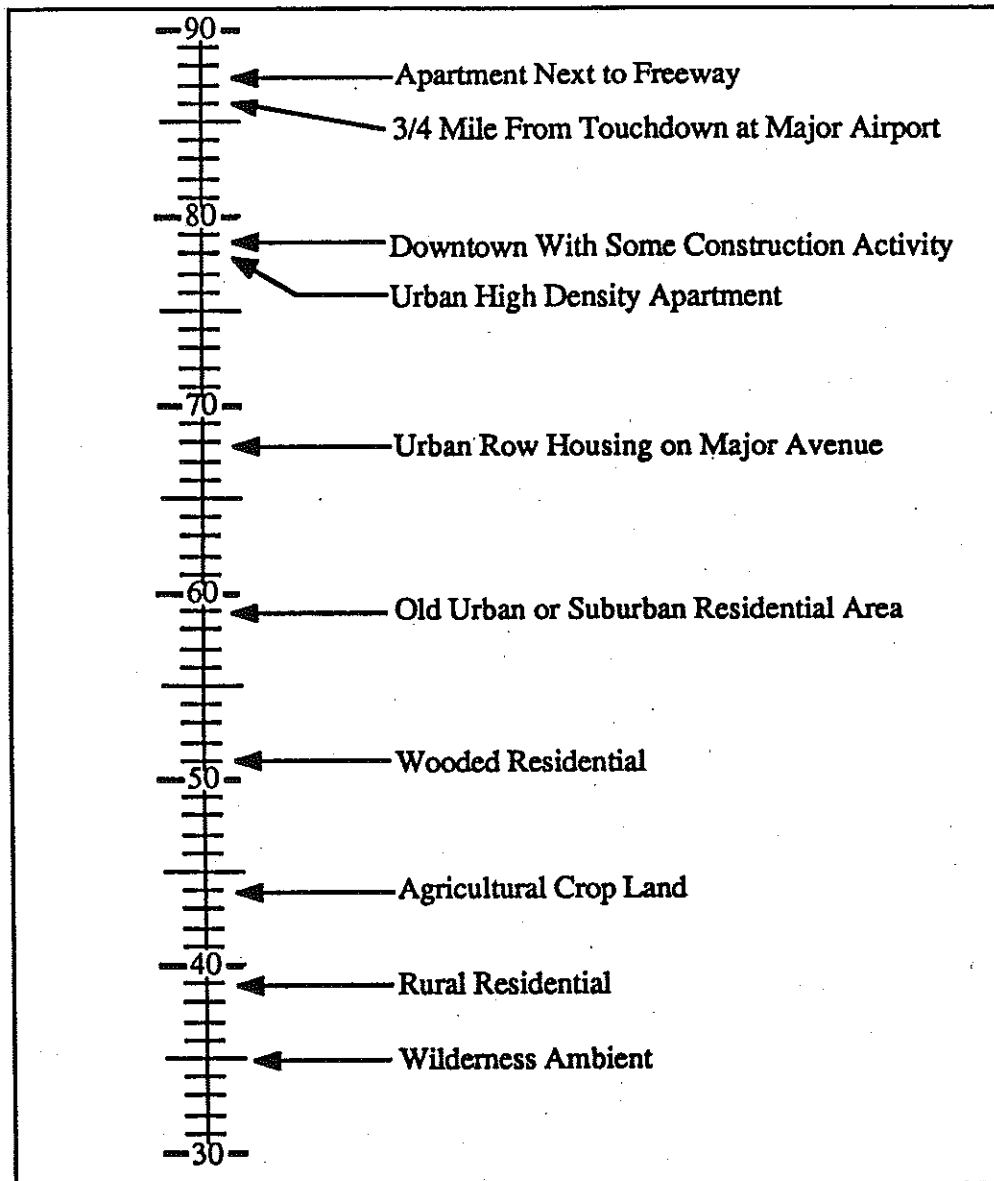 90
Apartment Next to Freeway
3/4 Mile From Touchdown at Major Airport
80
Downtown With Some Construction Activity
Urban High Density Apartment
70
Urban Row Housing on Major Avenue
60
Old Urban or Suburban Residential Area
Wooded Residential
50
Agricultural Crop Land
40
Rural Residential
Wilderness Ambient
30